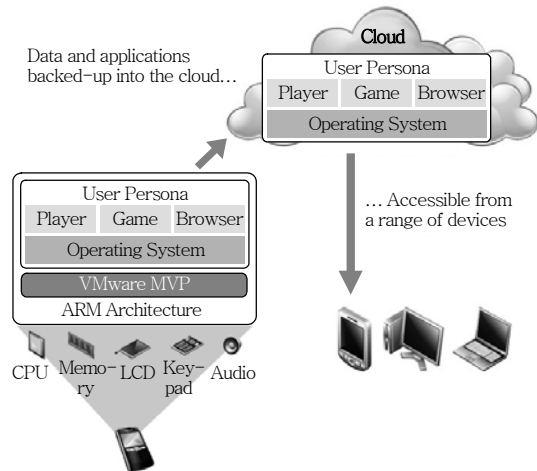 Cloud
Data and applications
backed-up into the cloud…
User Persona
Player Game Browser
Operating System
… Accessible from
a range of devices
User Persona
Player Game Browser
Operating System
VMware MVP
ARM Architecture
CPU Memo- LCD Key- Audio
ry pad